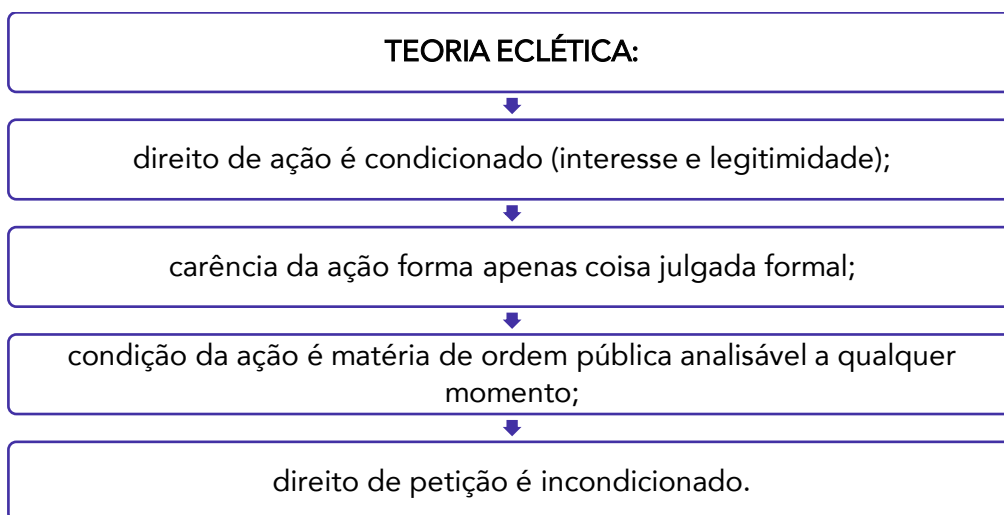 TEORIA ECLÉTICA:
direito de ação é condicionado (interesse e legitimidade);
carência da ação forma apenas coisa julgada formal;
condição da ação é matéria de ordem pública analisável a qualquer
momento;
direito de petição é incondicionado.